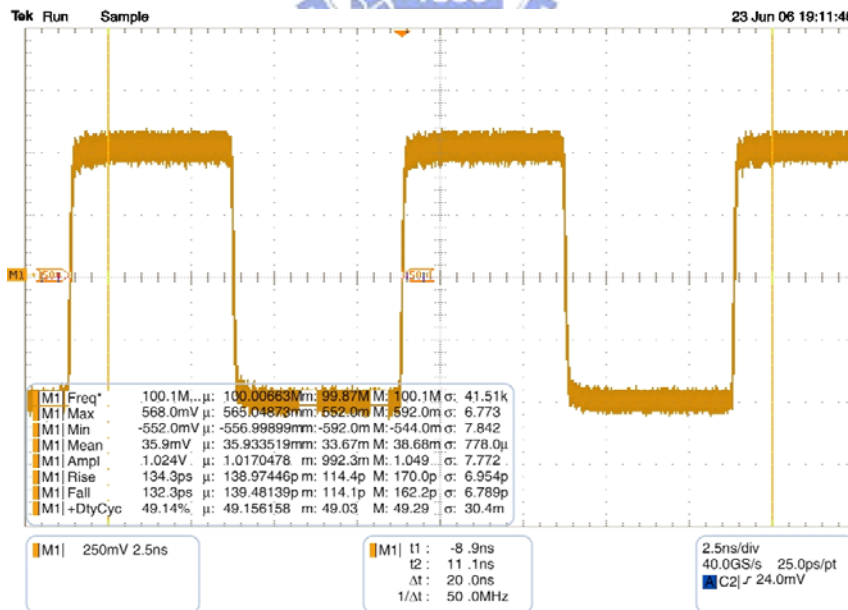 Tek Run Sample 23 Jun 06 19:11:48
M1
M1 Freq* 100.1M... μ: 100.00663M m: 99.87M M: 100.1M σ: 41.51k
M1 Max 568.0mV μ: 565.04873m m: 552.0m M: 592.0m σ: 6.773
M1 Min -552.0mV μ: -556.99899m m: -592.0m M: -544.0m σ: 7.842
M1 Mean 35.9mV μ: 35.933519m m: 33.67m M: 38.68m σ: 778.0μ
M1 Ampl 1.024V μ: 1.0170478 m: 992.3m M: 1.049 σ: 7.772
M1 Rise 134.3ps μ: 138.97446p m: 114.4p M: 170.0p σ: 6.954p
M1 Fall 132.3ps μ: 139.48139p m: 114.1p M: 162.2p σ: 6.789p
M1 +DtyCyc 49.14% μ: 49.156158 m: 49.03 M: 49.29 σ: 30.4m
M1 250mV 2.5ns
M1 t1 : -8 .9ns
t2 : 11 .1ns
Δt : 20 .0ns
1/Δt : 50 .0MHz
2.5ns/div
40.0GS/s 25.0ps/pt
A C2 24.0mV